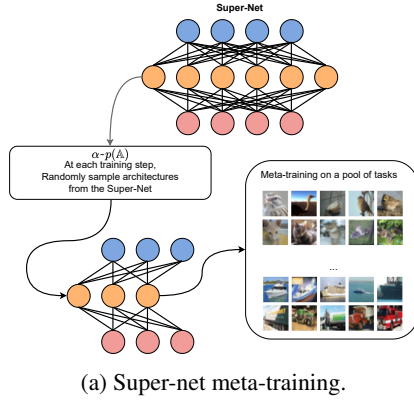 Super-Net
α-p(𝔸)
At each training step,
Randomly sample architectures
from the Super-Net
Meta-training on a pool of tasks
...
(a) Super-net meta-training.